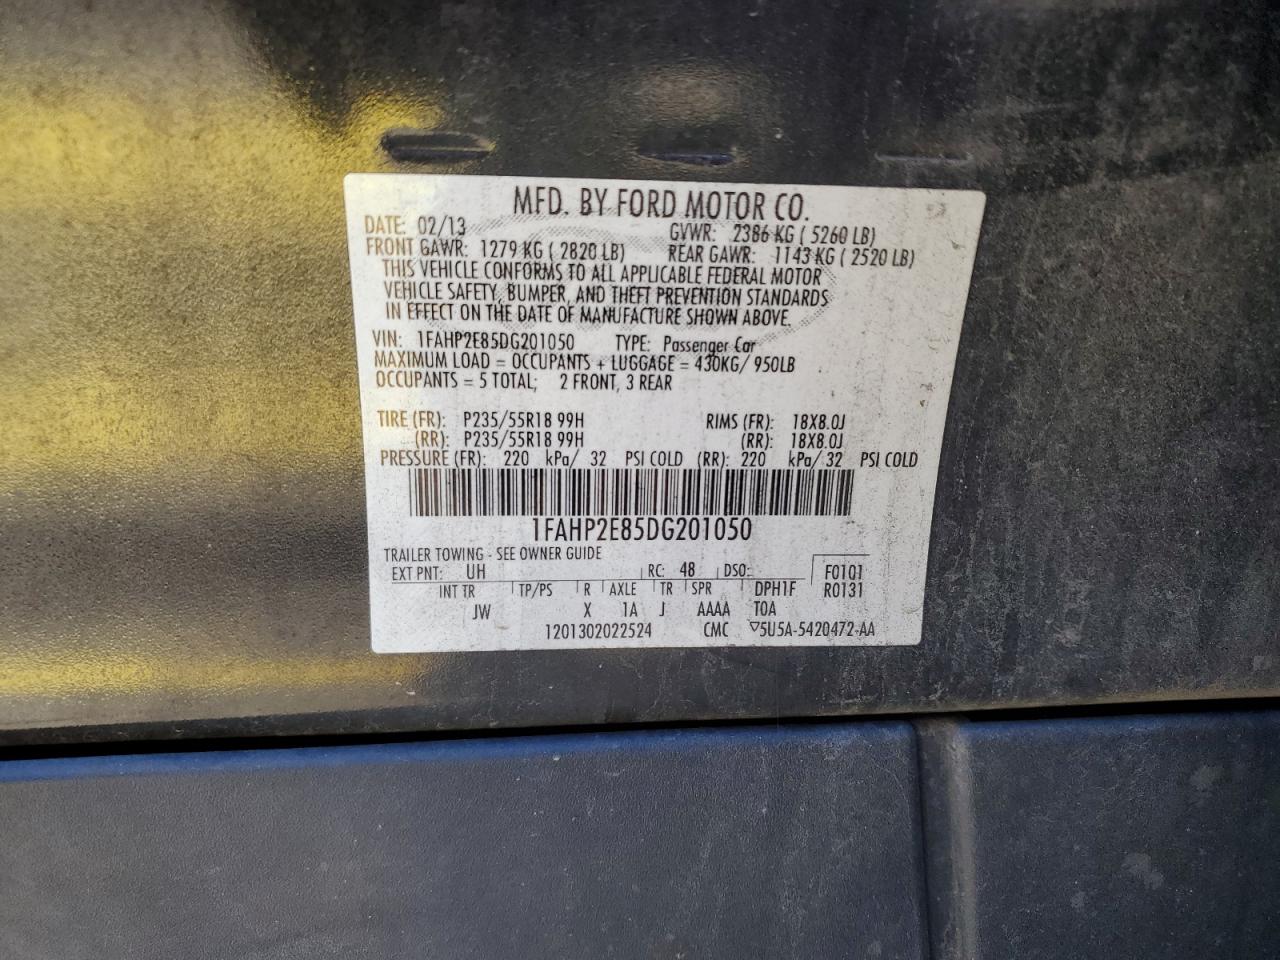 MFD. BY FORD MOTOR CO.
DATE: 02/13 GVWR: 2386 KG ( 5260 LB)
FRONT GAWR: 1279 KG ( 2820 LB) REAR GAWR: 1143 KG ( 2520 LB)
THIS VEHICLE CONFORMS TO ALL APPLICABLE FEDERAL MOTOR
VEHICLE SAFETY, BUMPER, AND THEFT PREVENTION STANDARDS
IN EFFECT ON THE DATE OF MANUFACTURE SHOWN ABOVE.
VIN: 1FAHP2E85DG201050 TYPE: Passenger Car
MAXIMUM LOAD = OCCUPANTS + LUGGAGE = 430KG/ 950LB
OCCUPANTS = 5 TOTAL; 2 FRONT, 3 REAR
TIRE (FR): P235/55R18 99H RIMS (FR): 18X8.0J
(RR): P235/55R18 99H (RR): 18X8.0J
PRESSURE (FR): 220 kPa/ 32 PSI COLD (RR): 220 kPa/ 32 PSI COLD
1FAHP2E85DG201050
TRAILER TOWING - SEE OWNER GUIDE
EXT PNT: UH RC: 48 DSO: F0101
INT TR TP/PS R AXLE TR SPR DPH1F R0131
JW X 1A J AAAA TOA
1201302022524 CMC ▽5U5A-5420472-AA